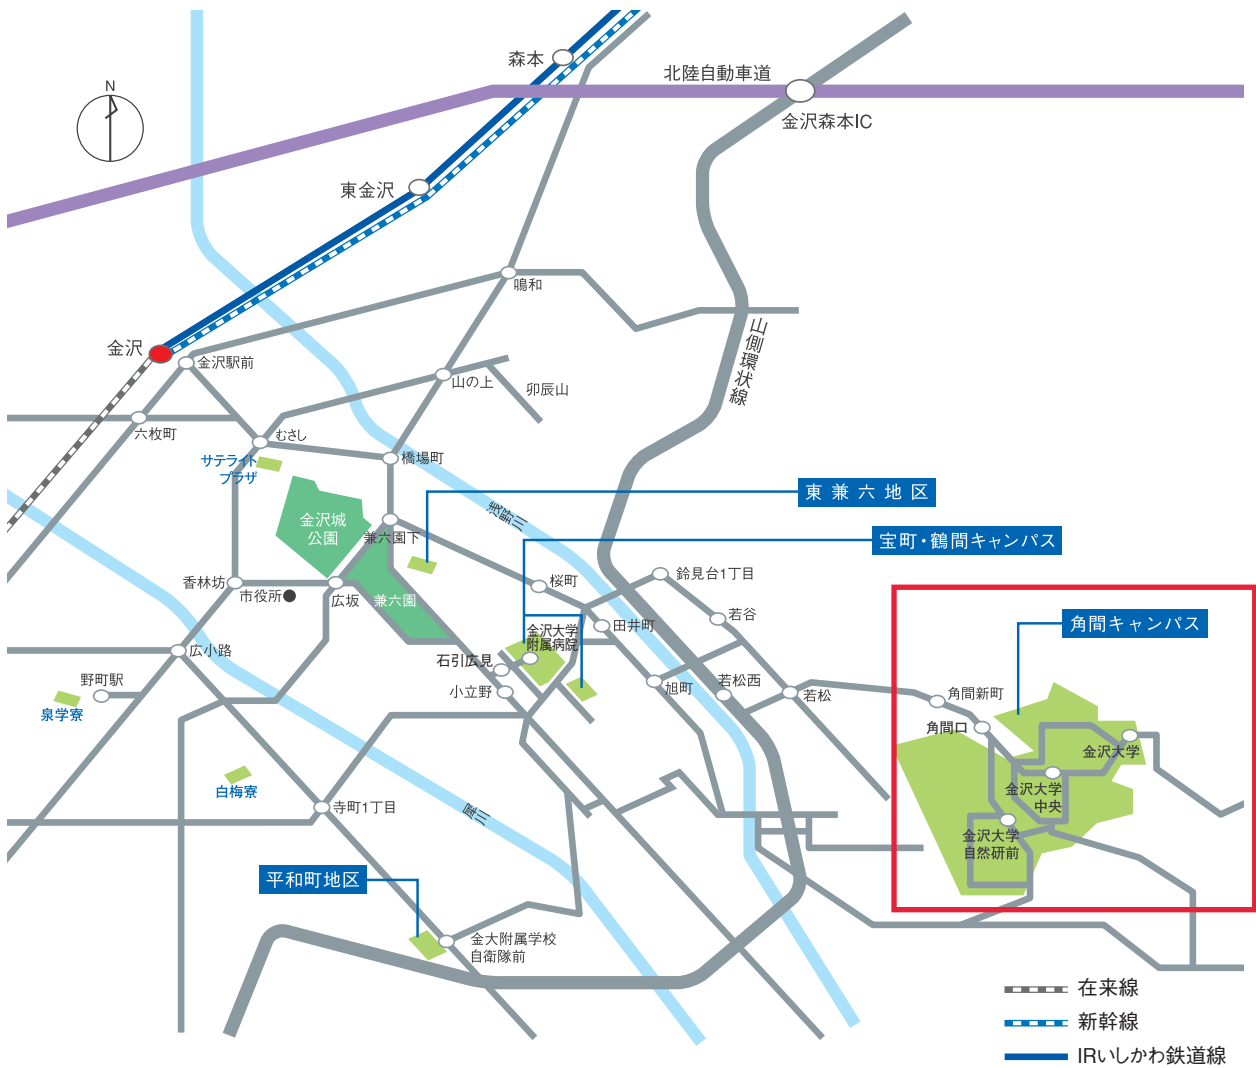 森本
北陸自動車道
N
金沢森本IC
東金沢
鳴和
金沢
金沢駅前
山側環状線
山の上
卯辰山
六枚町
むさし
橋場町
サテライト
プラザ
東兼六地区
浅野川
金沢城
公園
兼六園下
宝町・鶴間キャンパス
香林坊
市役所
広坂
兼六園
桜町
鈴見台1丁目
若谷
田井町
角間キャンパス
金沢大学
附属病院
広小路
石引広見
野町駅
小立野
旭町
若松西
若松
角間新町
泉学寮
角間口
金沢大学
白梅寮
寺町1丁目
犀川
金沢大学
中央
金沢大学
自然研前
平和町地区
金大附属学校
自衛隊前
在来線
新幹線
IRいしかわ鉄道線